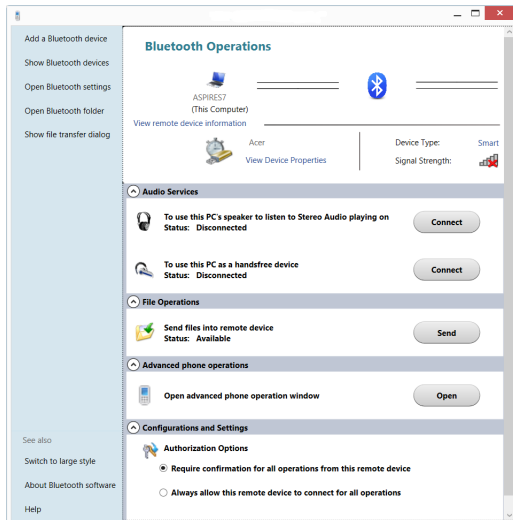 Add a Bluetooth device
Show Bluetooth devices
Open Bluetooth settings
Open Bluetooth folder
Show file transfer dialog
See also
Switch to large style
About Bluetooth software
Help
Bluetooth Operations
ASPIRES7
(This Computer)
View remote device information
Acer
View Device Properties
Device Type: Smart
Signal Strength:
Audio Services
To use this PC's speaker to listen to Stereo Audio playing on
Status: Disconnected
Connect
To use this PC as a handsfree device
Status: Disconnected
Connect
File Operations
Send files into remote device
Status: Available
Send
Advanced phone operations
Open advanced phone operation window
Open
Configurations and Settings
Authorization Options
Require confirmation for all operations from this remote device
Always allow this remote device to connect for all operations